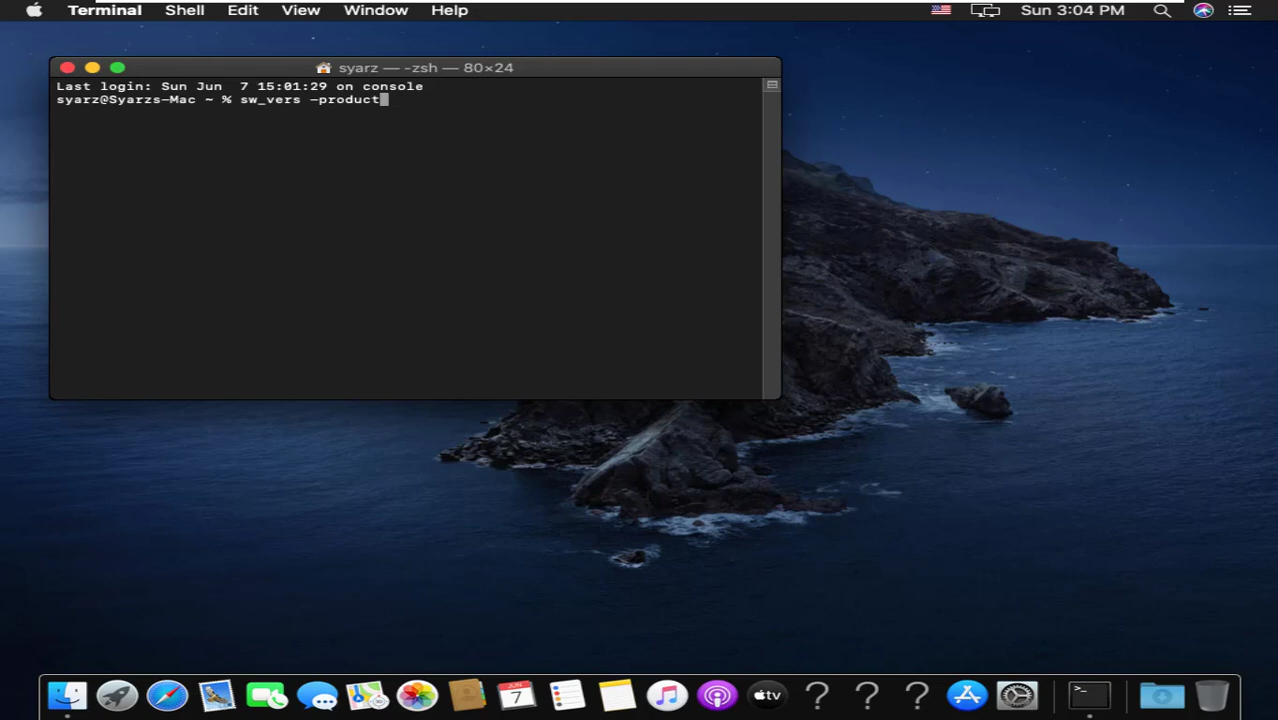 Terminal Shell Edit View Window Help Sun 3:04 PM
syarz — -zsh — 80×24
Last login: Sun Jun  7 15:01:29 on console
syarz@Syarzs-Mac ~ % sw_vers -product
JUN
7
tv
? ? ?
>_